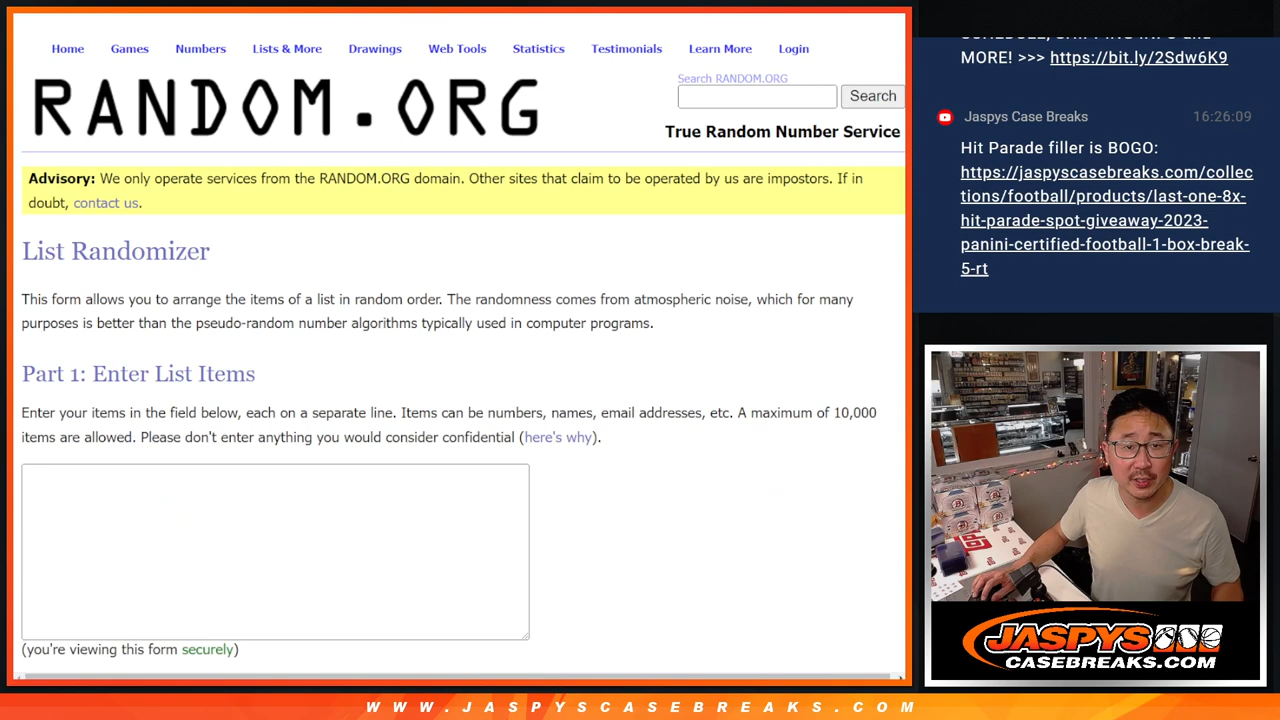 Home Games Numbers Lists & More Drawings Web Tools Statistics Testimonials Learn More Login
RANDOM.ORG
Search RANDOM.ORG
Search
True Random Number Service
Advisory: We only operate services from the RANDOM.ORG domain. Other sites that claim to be operated by us are impostors. If in
doubt, contact us.
List Randomizer
This form allows you to arrange the items of a list in random order. The randomness comes from atmospheric noise, which for many
purposes is better than the pseudo-random number algorithms typically used in computer programs.
Part 1: Enter List Items
Enter your items in the field below, each on a separate line. Items can be numbers, names, email addresses, etc. A maximum of 10,000
items are allowed. Please don't enter anything you would consider confidential (here's why).
(you're viewing this form securely)
MORE! >>> https://bit.ly/2Sdw6K9
Jaspys Case Breaks 16:26:09
Hit Parade filler is BOGO:
https://jaspyscasebreaks.com/collec
tions/football/products/last-one-8x-
hit-parade-spot-giveaway-2023-
panini-certified-football-1-box-break-
5-rt
JASPYS
CASEBREAKS.COM
WWW.JASPYSCASEBREAKS.COM